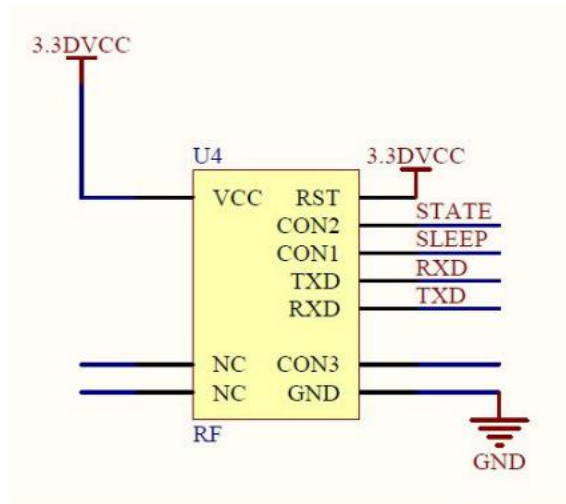 3.3DVCC
U4
3.3DVCC
VCC RST
STATE
CON2
SLEEP
CON1
RXD
TXD
TXD
RXD
NC CON3
NC GND
RF
GND